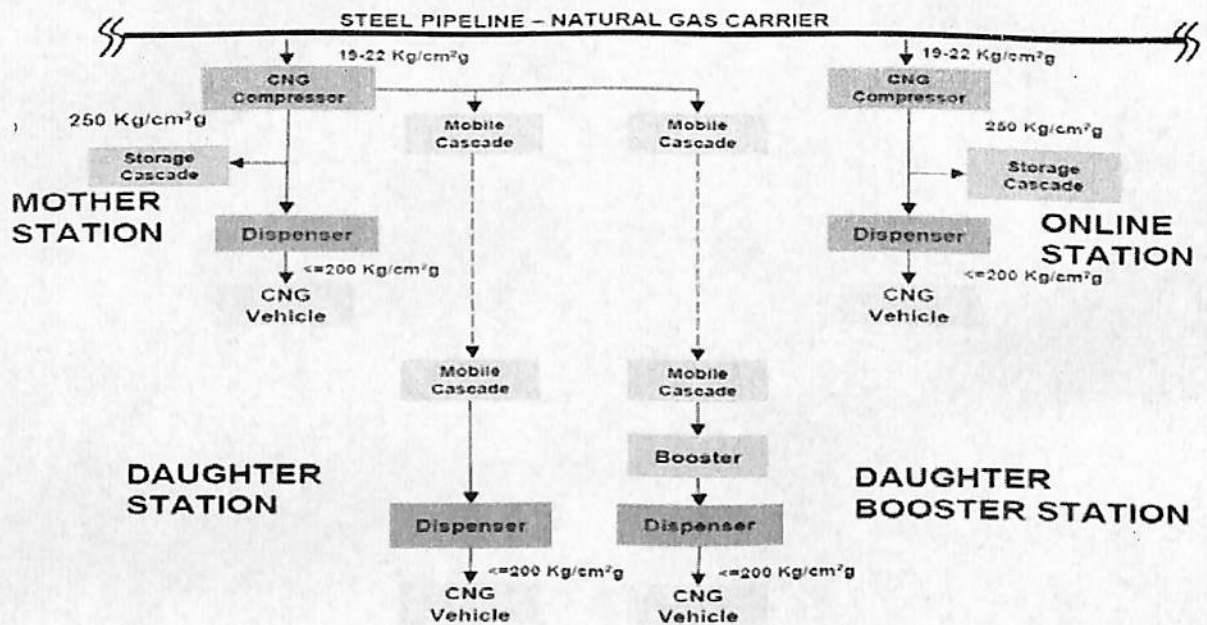 STEEL PIPELINE – NATURAL GAS CARRIER
19-22 Kg/cm²g
19-22 Kg/cm²g
CNG
Compressor
CNG
Compressor
250 Kg/cm²g
Mobile
Cascade
Mobile
Cascade
250 Kg/cm²g
Storage
Cascade
Storage
Cascade
MOTHER
STATION
Dispenser
Dispenser
ONLINE
STATION
<=200 Kg/cm²g
<=200 Kg/cm²g
CNG
Vehicle
CNG
Vehicle
Mobile
Cascade
Mobile
Cascade
DAUGHTER
STATION
Booster
DAUGHTER
BOOSTER STATION
Dispenser
Dispenser
<=200 Kg/cm²g
<=200 Kg/cm²g
CNG
Vehicle
CNG
Vehicle